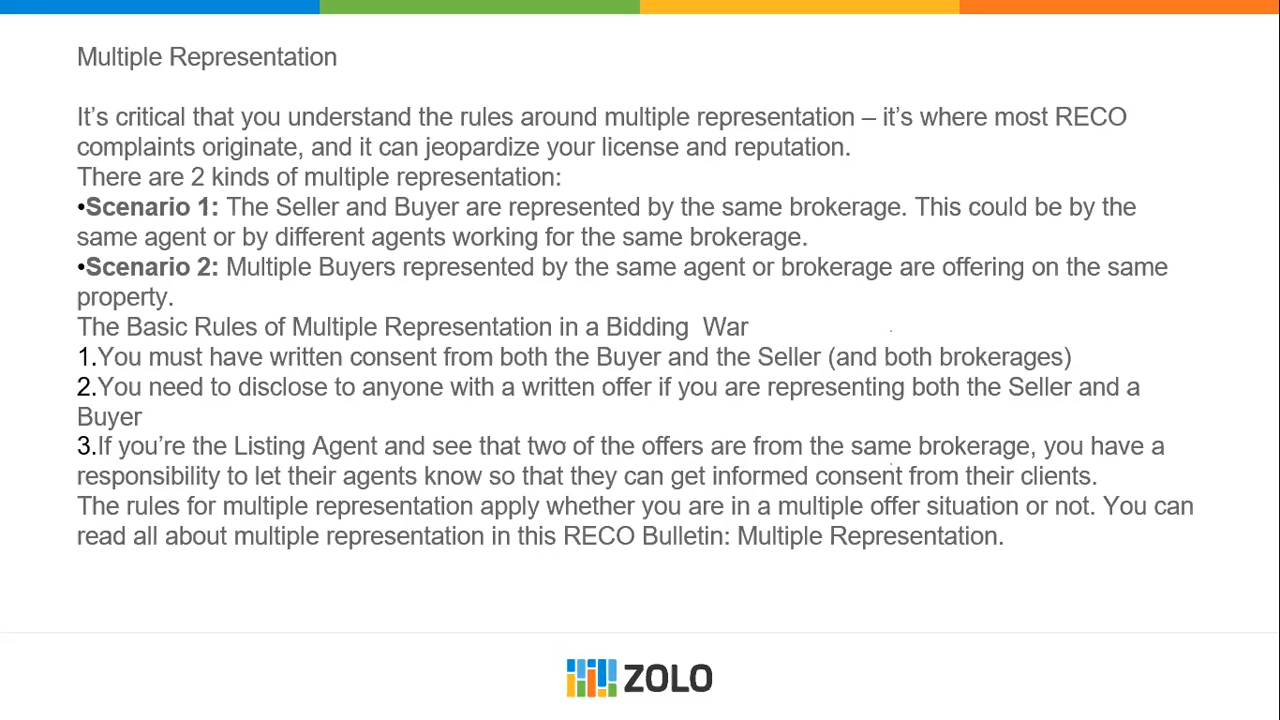 Multiple Representation
It's critical that you understand the rules around multiple representation – it's where most RECO
complaints originate, and it can jeopardize your license and reputation.
There are 2 kinds of multiple representation:
•Scenario 1: The Seller and Buyer are represented by the same brokerage. This could be by the
same agent or by different agents working for the same brokerage.
•Scenario 2: Multiple Buyers represented by the same agent or brokerage are offering on the same
property.
The Basic Rules of Multiple Representation in a Bidding  War
1.You must have written consent from both the Buyer and the Seller (and both brokerages)
2.You need to disclose to anyone with a written offer if you are representing both the Seller and a
Buyer
3.If you're the Listing Agent and see that two of the offers are from the same brokerage, you have a
responsibility to let their agents know so that they can get informed consent from their clients.
The rules for multiple representation apply whether you are in a multiple offer situation or not. You can
read all about multiple representation in this RECO Bulletin: Multiple Representation.
ZOLO